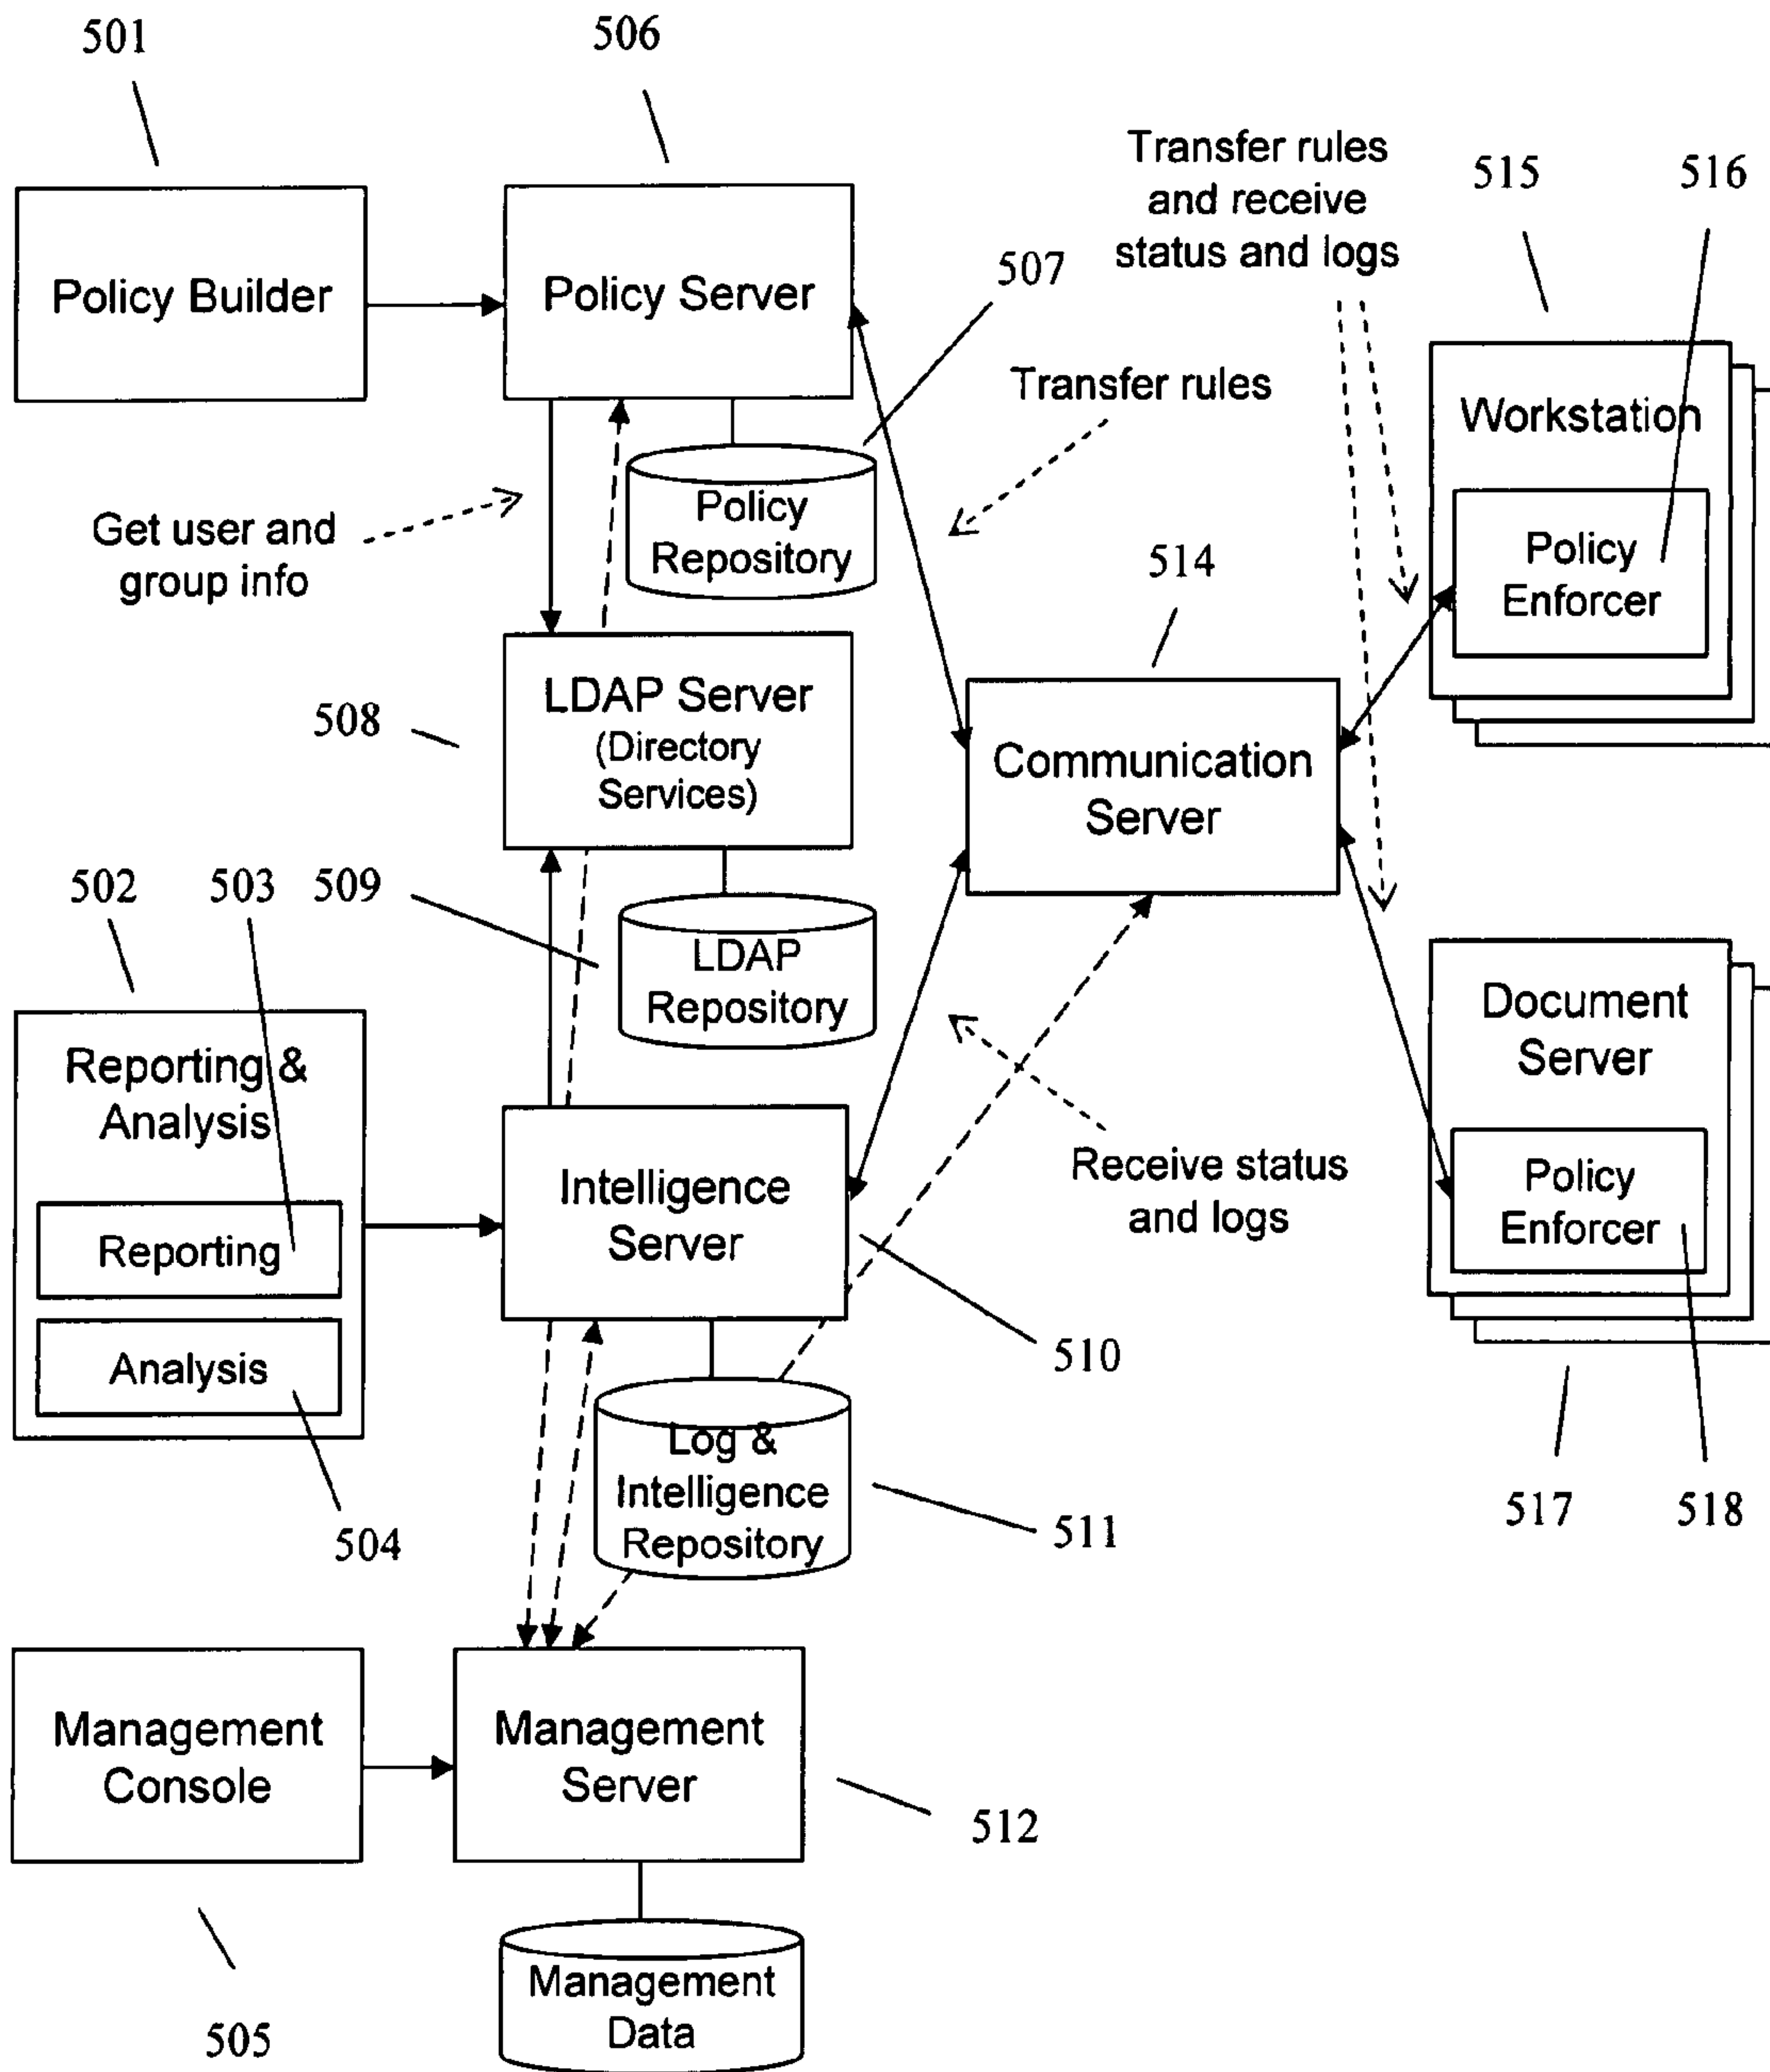 501
506
Transfer rules
and receive
status and logs
515
516
Policy Builder
Policy Server
507
Transfer rules
Workstation
Policy
Enforcer
Get user and
group info
Policy
Repository
514
508
LDAP Server
(Directory
Services)
Communication
Server
502
503
509
LDAP
Repository
Document
Server
Policy
Enforcer
Reporting &
Analysis
Reporting
Analysis
Intelligence
Server
Receive status
and logs
510
504
Log &
Intelligence
Repository
511
517
518
Management
Console
Management
Server
512
505
Management
Data